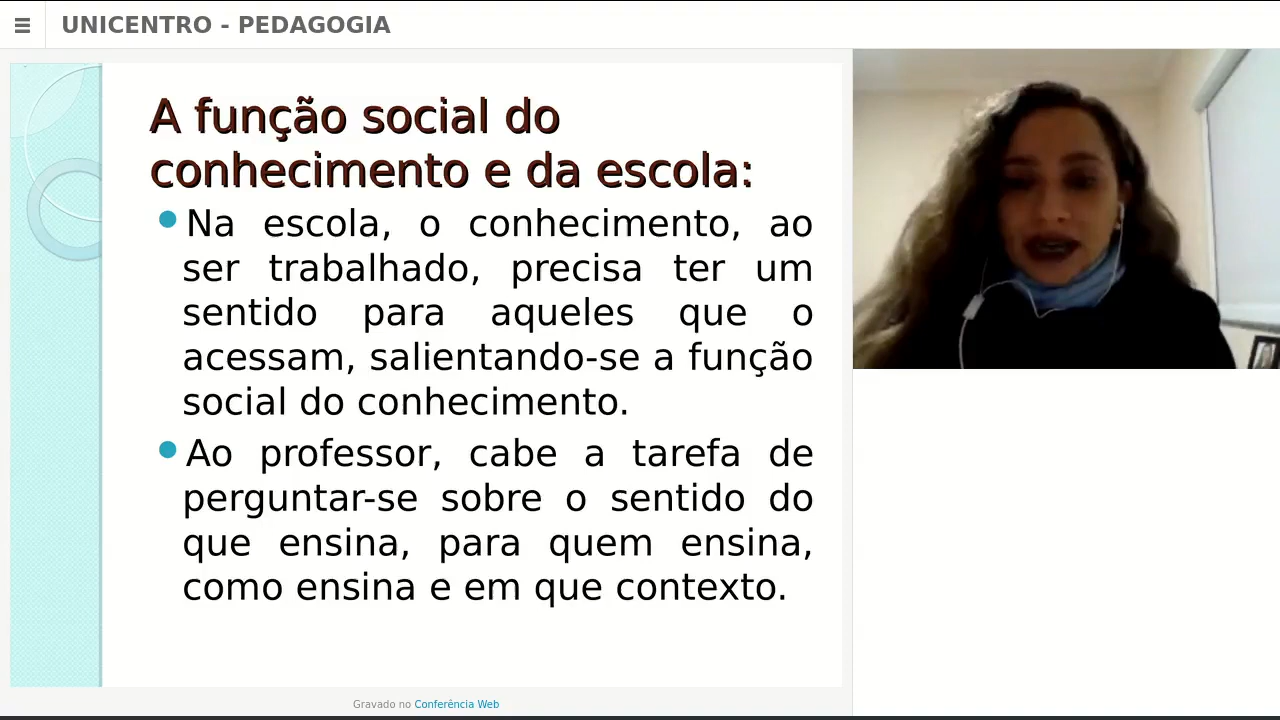 UNICENTRO - PEDAGOGIA
A função social do
conhecimento e da escola:
Na escola, o conhecimento, ao
ser trabalhado, precisa ter um
sentido para aqueles que o
acessam, salientando-se a função
social do conhecimento.
Ao professor, cabe a tarefa de
perguntar-se sobre o sentido do
que ensina, para quem ensina,
como ensina e em que contexto.
Gravado no Conferência Web